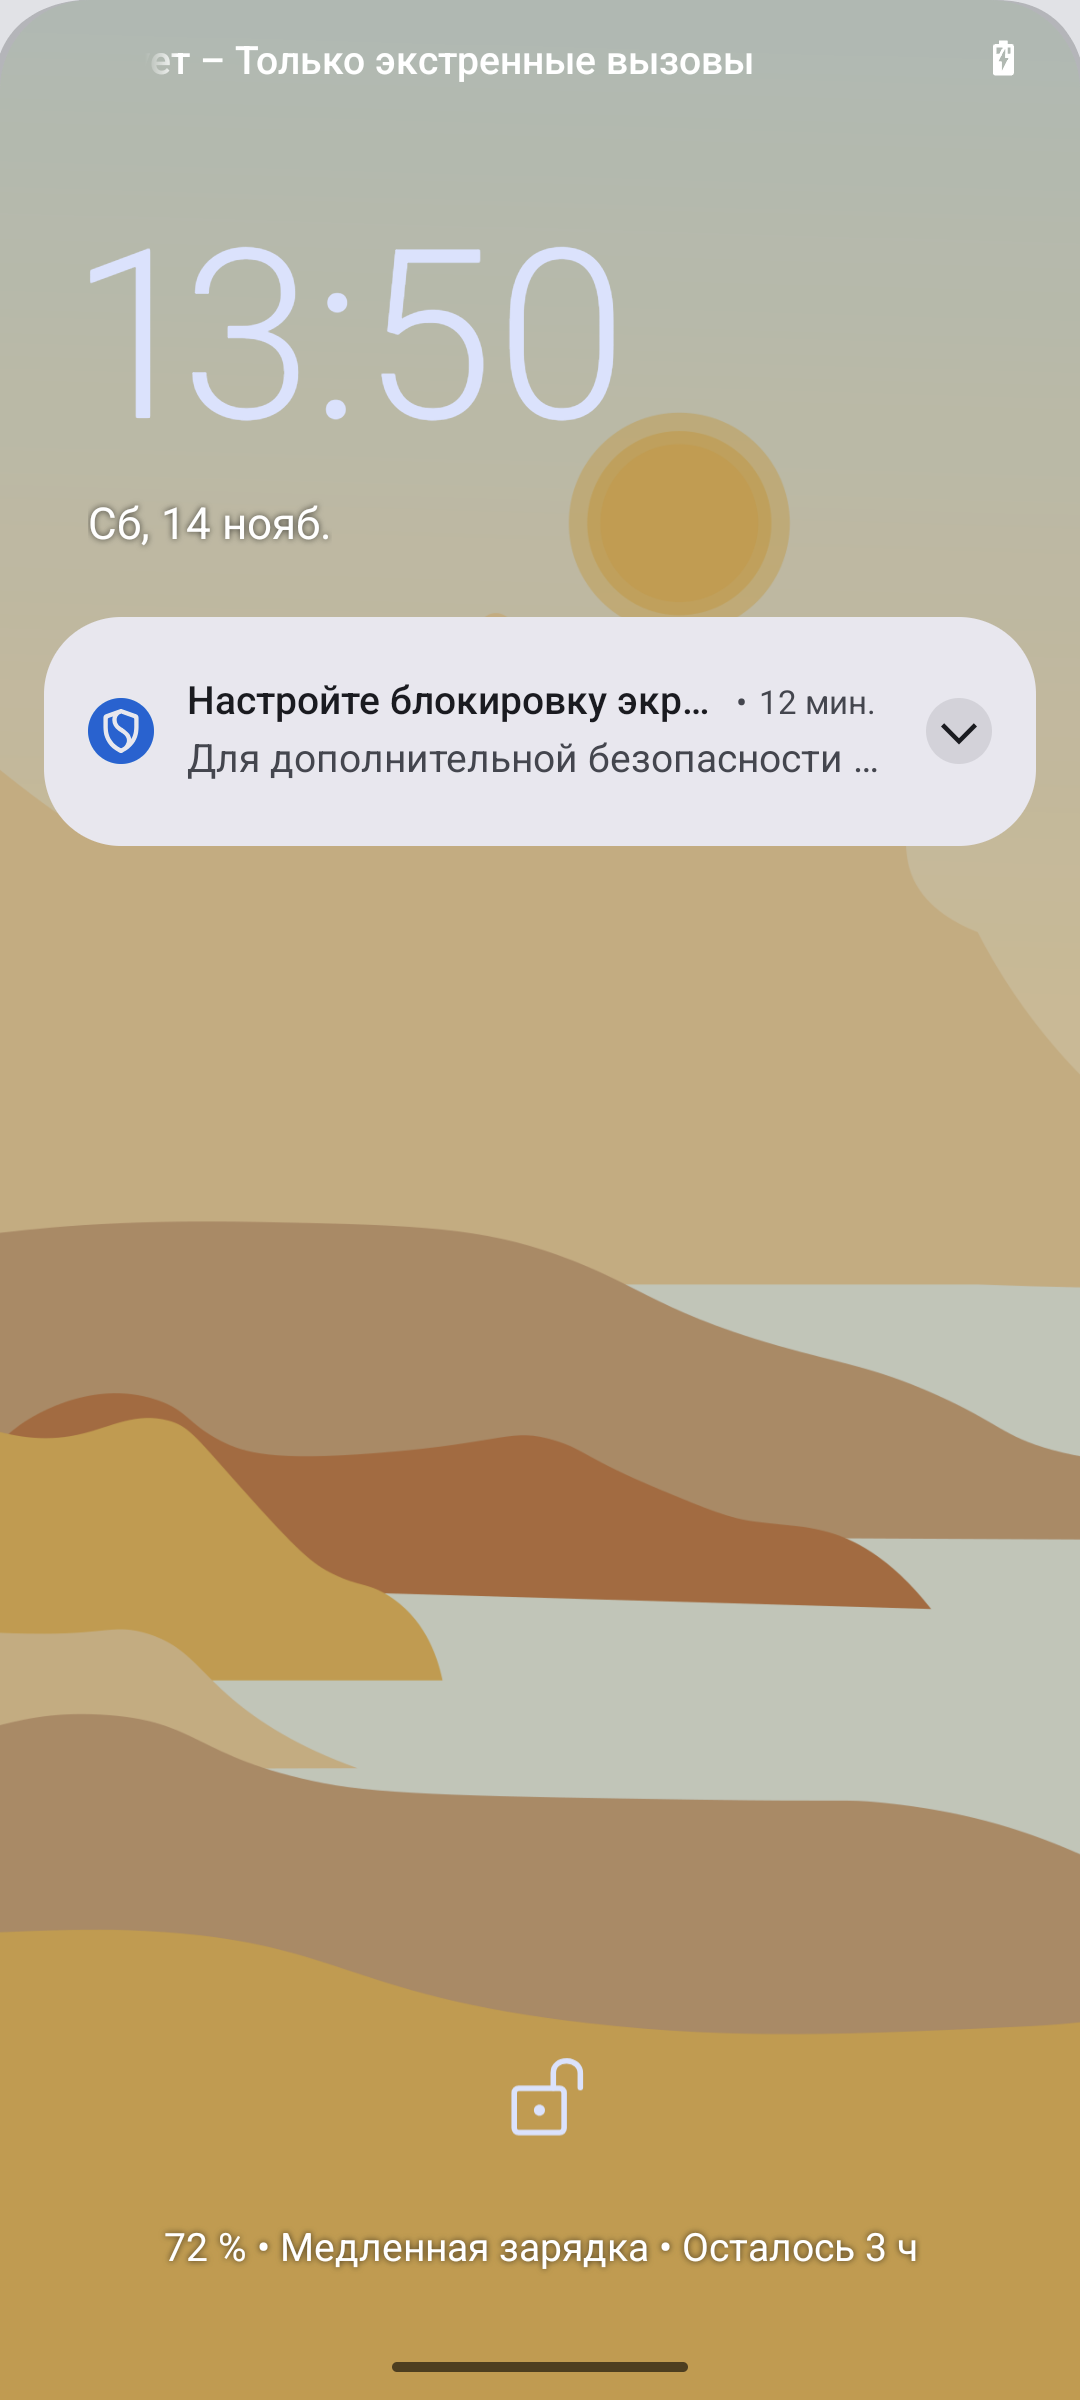 ет – Только экстренные вызовы
13:50
Сб, 14 нояб.
Настройте блокировку экр… • 12 мин.
Для дополнительной безопасности …
72 % • Медленная зарядка • Осталось 3 ч